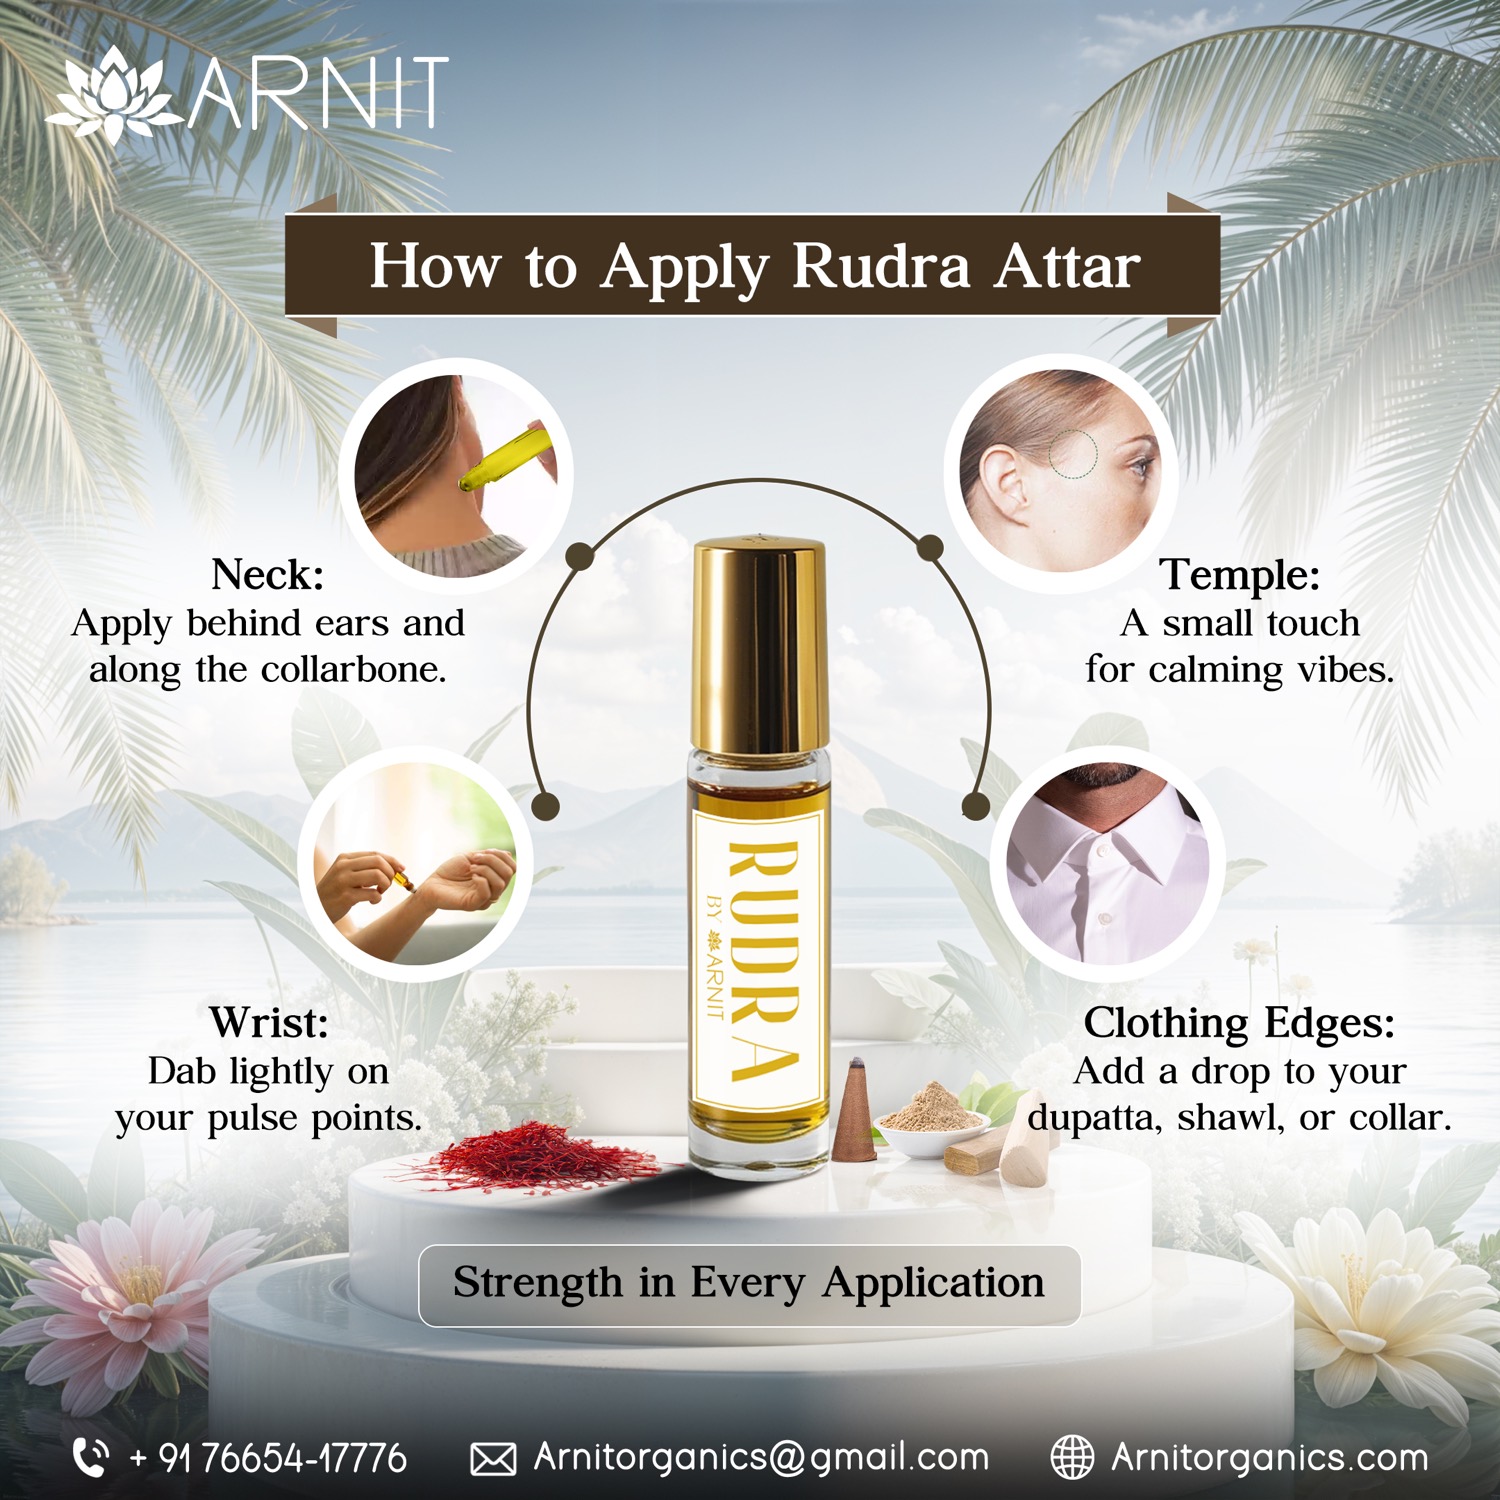 ARNIT
How to Apply Rudra Attar
Neck:
Apply behind ears and
along the collarbone.
Temple:
A small touch
for calming vibes.
Wrist:
Dab lightly on
your pulse points.
Clothing Edges:
Add a drop to your
dupatta, shawl, or collar.
RUDRA
BY ARNIT
Strength in Every Application
+ 91 76654-17776
Arnitorganics@gmail.com
Arnitorganics.com